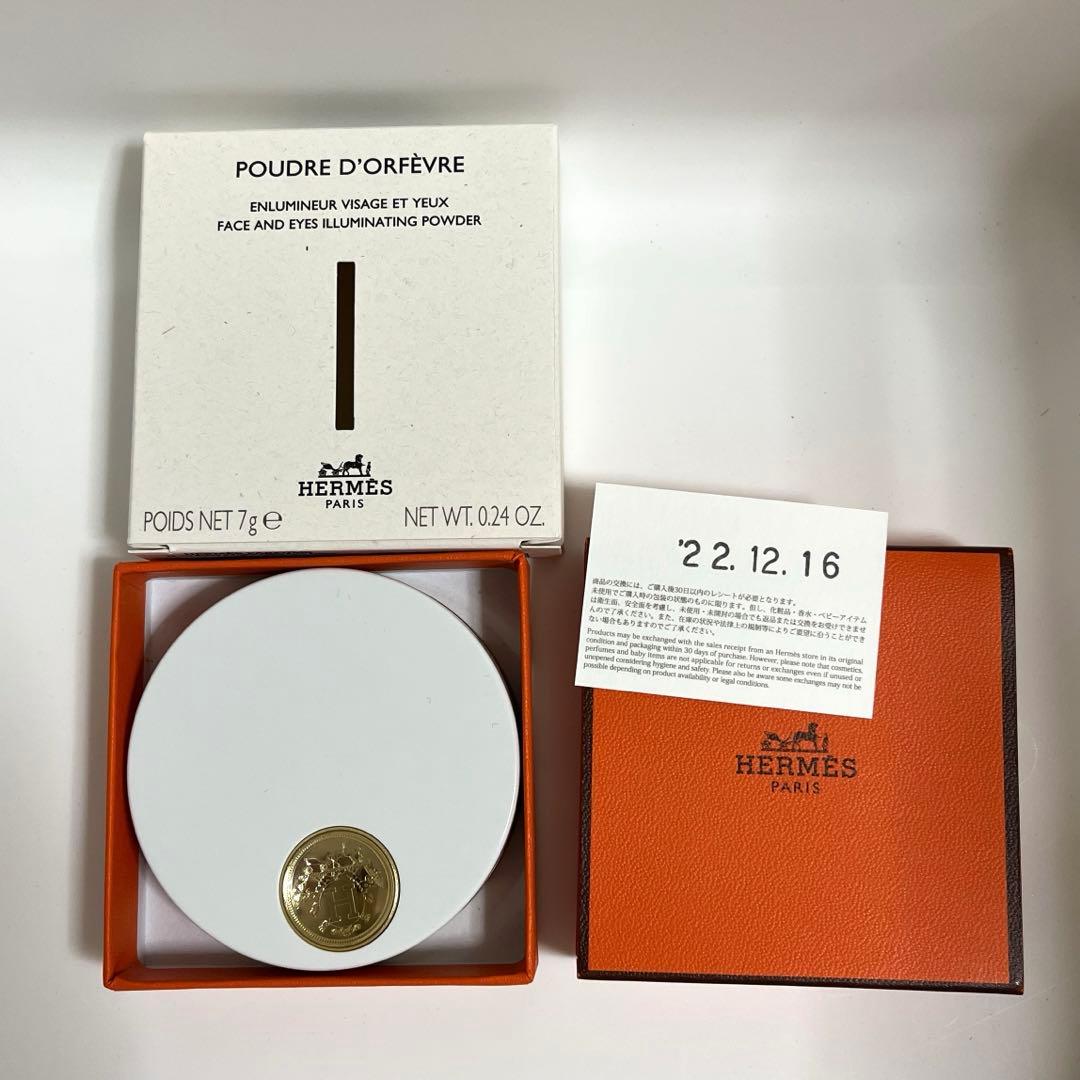 POUDRE D'ORFÈVRE
ENLUMINEUR VISAGE ET YEUX
FACE AND EYES ILLUMINATING POWDER
HERMÈS
PARIS
POIDS NET 7g ℮
NET WT. 0.24 OZ.
'22.12.16
商品の交換には、ご購入後30日以内のレシートが必要となります。
未使用でご購入時の包装の状態のものに限ります。但し、化粧品・香水・ベビーアイテム
は衛生面、安全面を考慮し、未使用・未開封の場合でも返品または交換をお受けできませ
んのでご了承ください。また、在庫の状況や法律上の規制等によりご要望に沿うことができ
ない場合もありますのでご了承ください。
Products may be exchanged with the sales receipt from an Hermès store in its original
condition and packaging within 30 days of purchase. However, please note that cosmetics,
perfumes and baby items are not applicable for returns or exchanges even if unused or
unopened considering hygiene and safety. Please also be aware some exchanges may not be
possible depending on product availability or legal conditions.
HERMÈS
PARIS
H